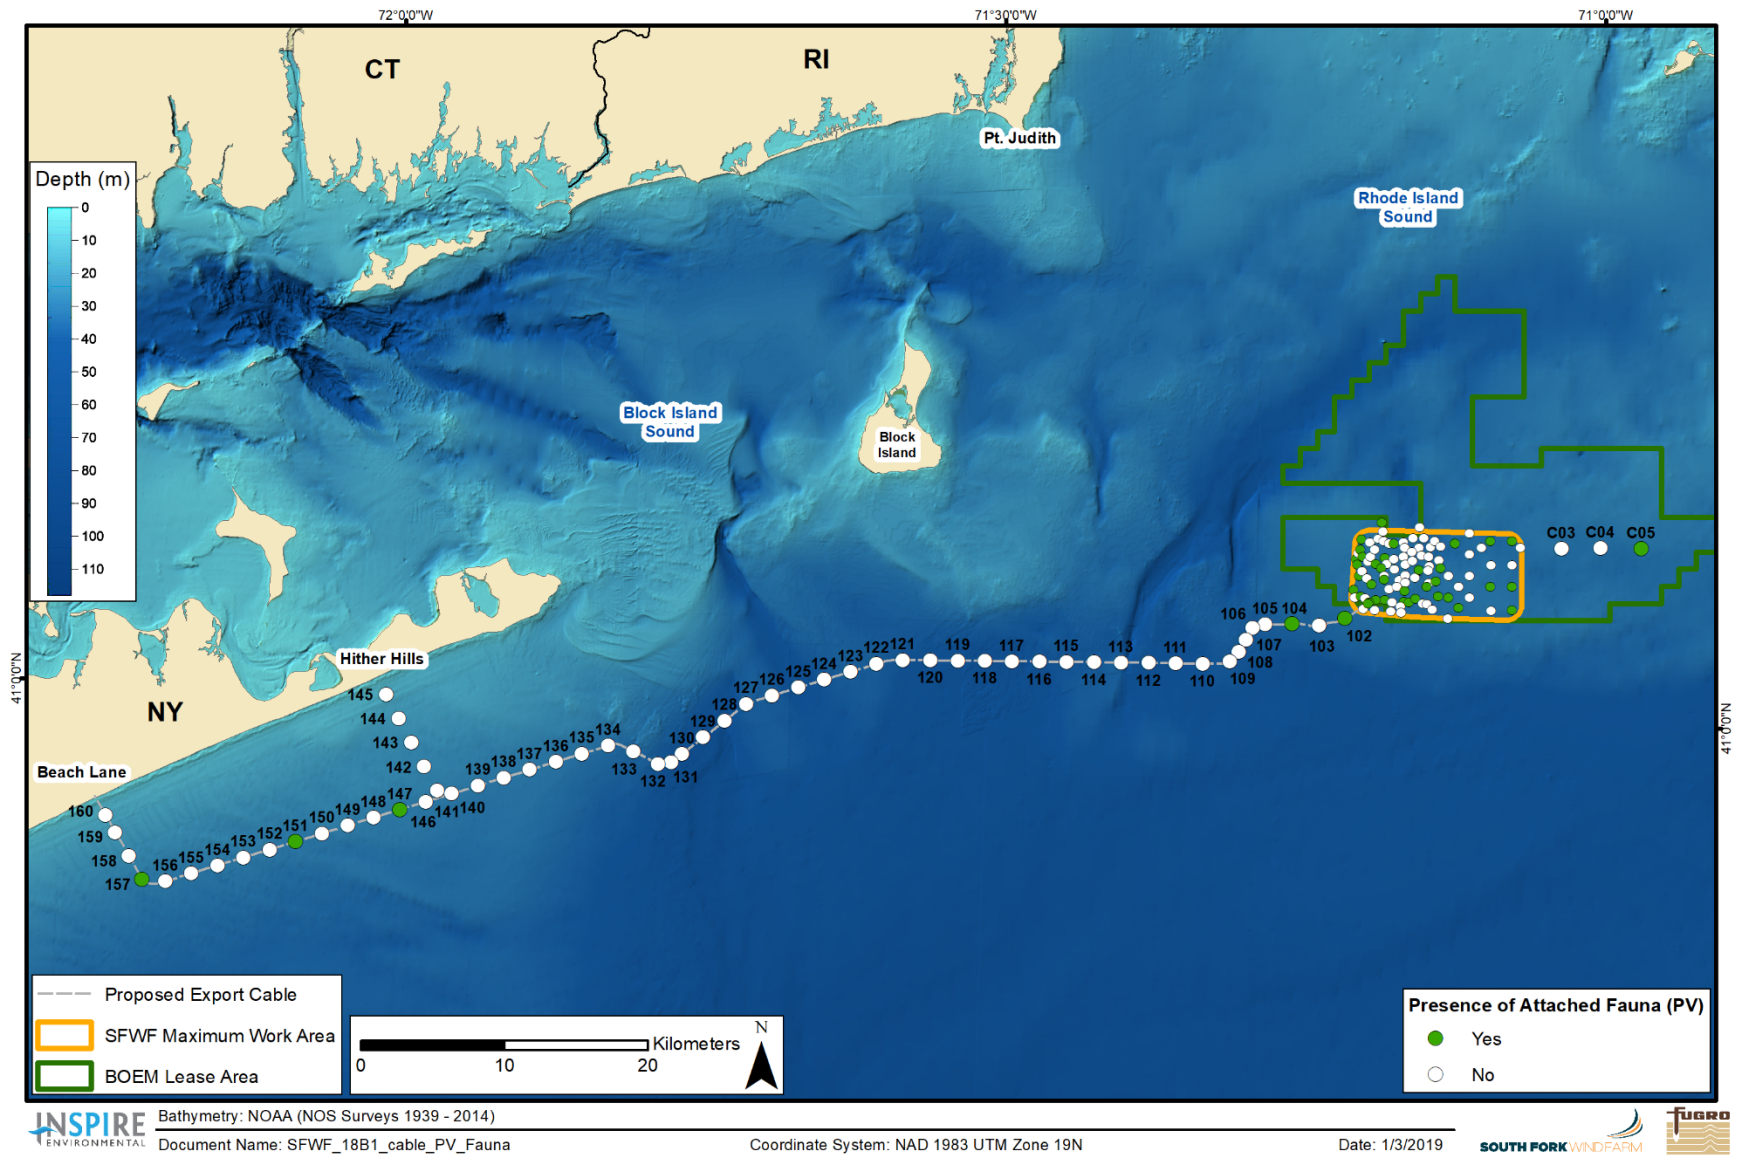 72°0'0"W
71°30'0"W
71°0'0"W
CT
RI
Pt. Judith
Depth (m)
0
10
20
30
40
50
60
70
80
90
100
110
Rhode Island
Sound
Block Island
Sound
Block
Island
C03
C04
C05
106
105
104
102
103
107
108
109
122
121
119
117
115
113
111
120
118
116
114
112
110
123
124
125
126
127
128
129
130
131
132
133
134
135
136
137
138
139
140
141
Hither Hills
145
144
143
142
41°0'0"N
41°0'0"N
NY
Beach Lane
160
159
158
157
156
155
154
153
152
151
150
149
148
147
146
Proposed Export Cable
SFWF Maximum Work Area
BOEM Lease Area
N
Kilometers
0
10
20
Presence of Attached Fauna (PV)
Yes
No
INSPIRE
ENVIRONMENTAL
Bathymetry: NOAA (NOS Surveys 1939 - 2014)
Document Name: SFWF_18B1_cable_PV_Fauna
Coordinate System: NAD 1983 UTM Zone 19N
Date: 1/3/2019
SOUTH FORK WINDFARM
FUGRO